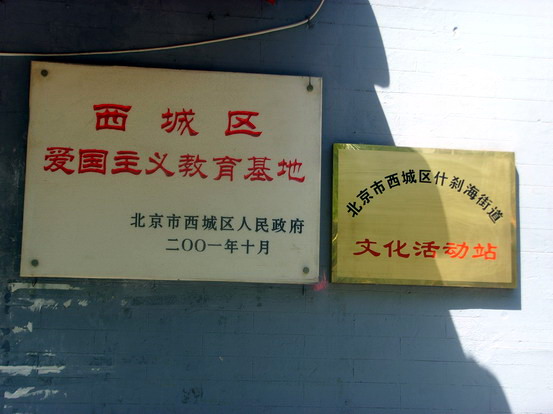 西城区
爱国主义教育基地
北京市西城区人民政府
二〇〇一年十月
北京市西城区什刹海街道
文化活动站